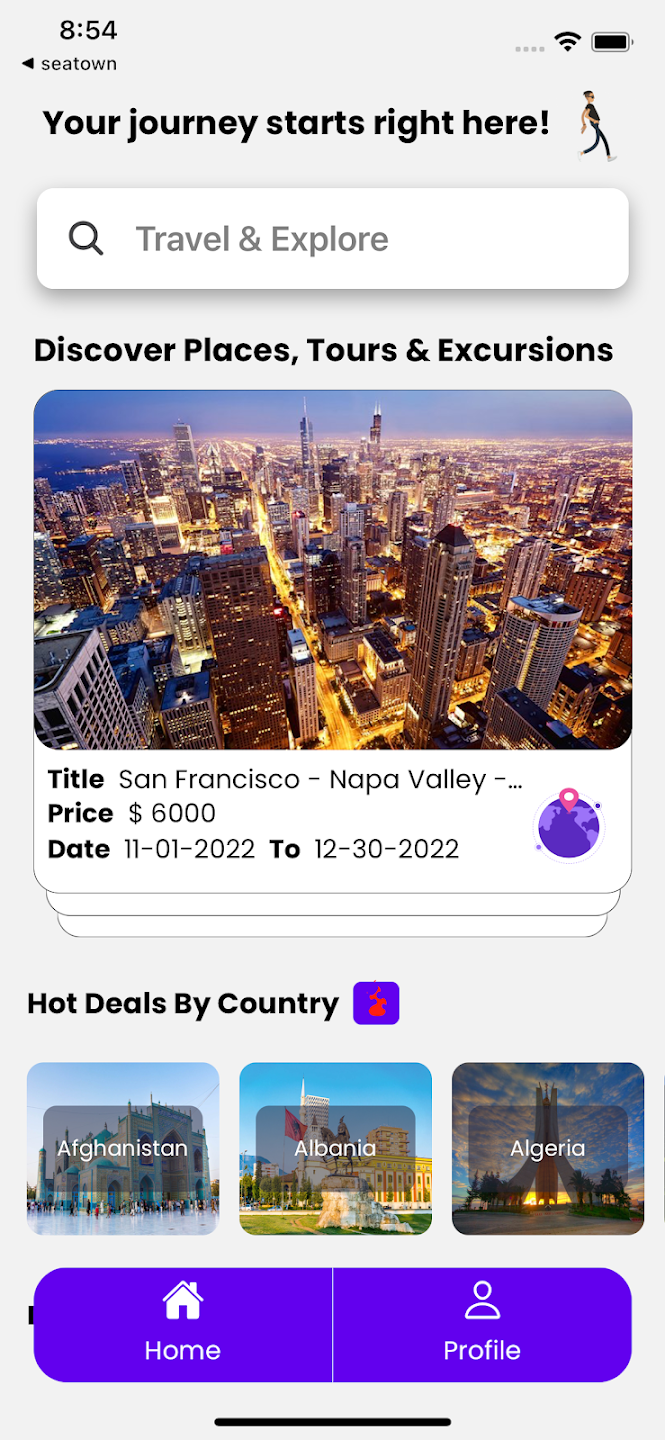 8:54
◀ seatown
Your journey starts right here!
Travel & Explore
Discover Places, Tours & Excursions
Title San Francisco - Napa Valley -...
Price $ 6000
Date 11-01-2022 To 12-30-2022
Hot Deals By Country
Afghanistan
Albania
Algeria
Home
Profile